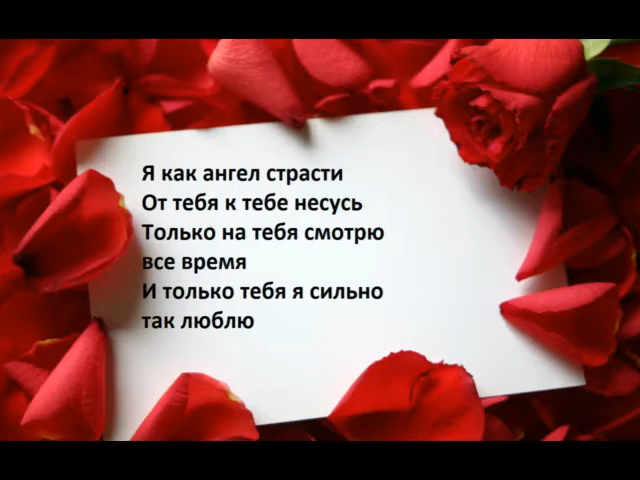 Я как ангел страсти
От тебя к тебе несусь
Только на тебя смотрю
все время
И только тебя я сильно
так люблю